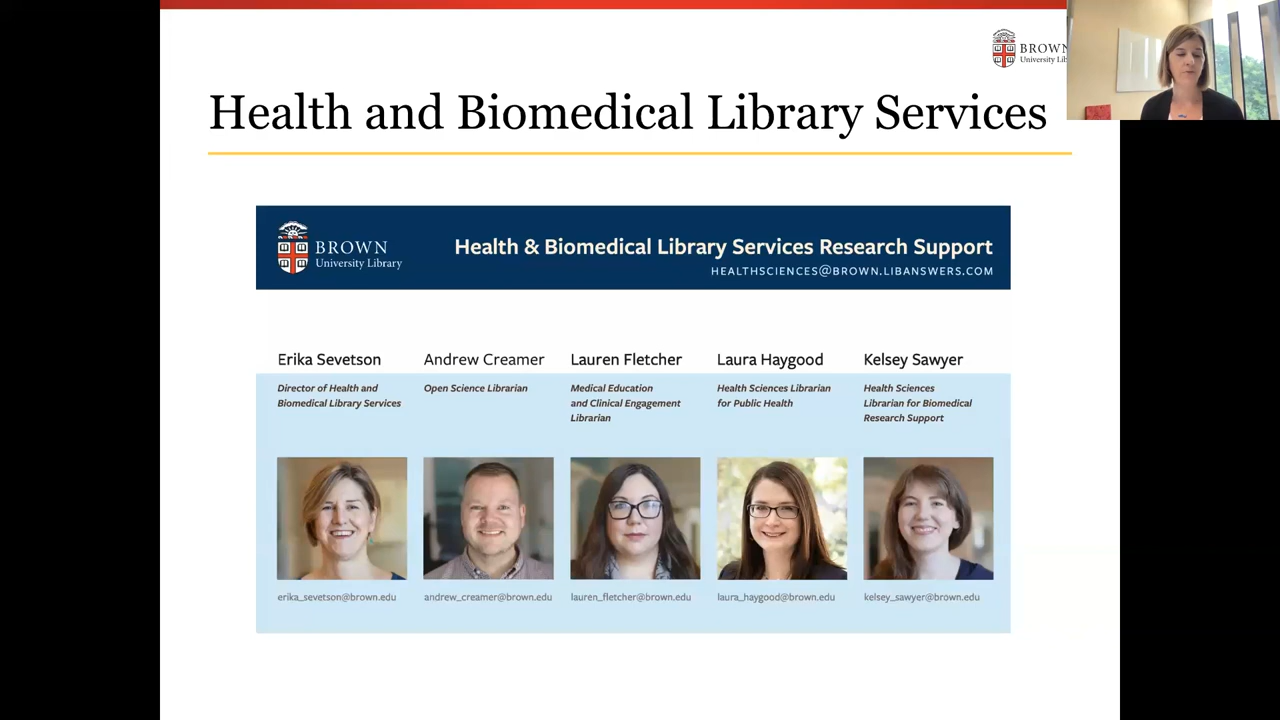 BROWN
University Lib
Health and Biomedical Library Services
BROWN
University Library
Health & Biomedical Library Services Research Support
HEALTHSCIENCES@BROWN.LIBANSWERS.COM
Erika Sevetson
Director of Health and
Biomedical Library Services
erika_sevetson@brown.edu
Andrew Creamer
Open Science Librarian
andrew_creamer@brown.edu
Lauren Fletcher
Medical Education
and Clinical Engagement
Librarian
lauren_fletcher@brown.edu
Laura Haygood
Health Sciences Librarian
for Public Health
laura_haygood@brown.edu
Kelsey Sawyer
Health Sciences
Librarian for Biomedical
Research Support
kelsey_sawyer@brown.edu